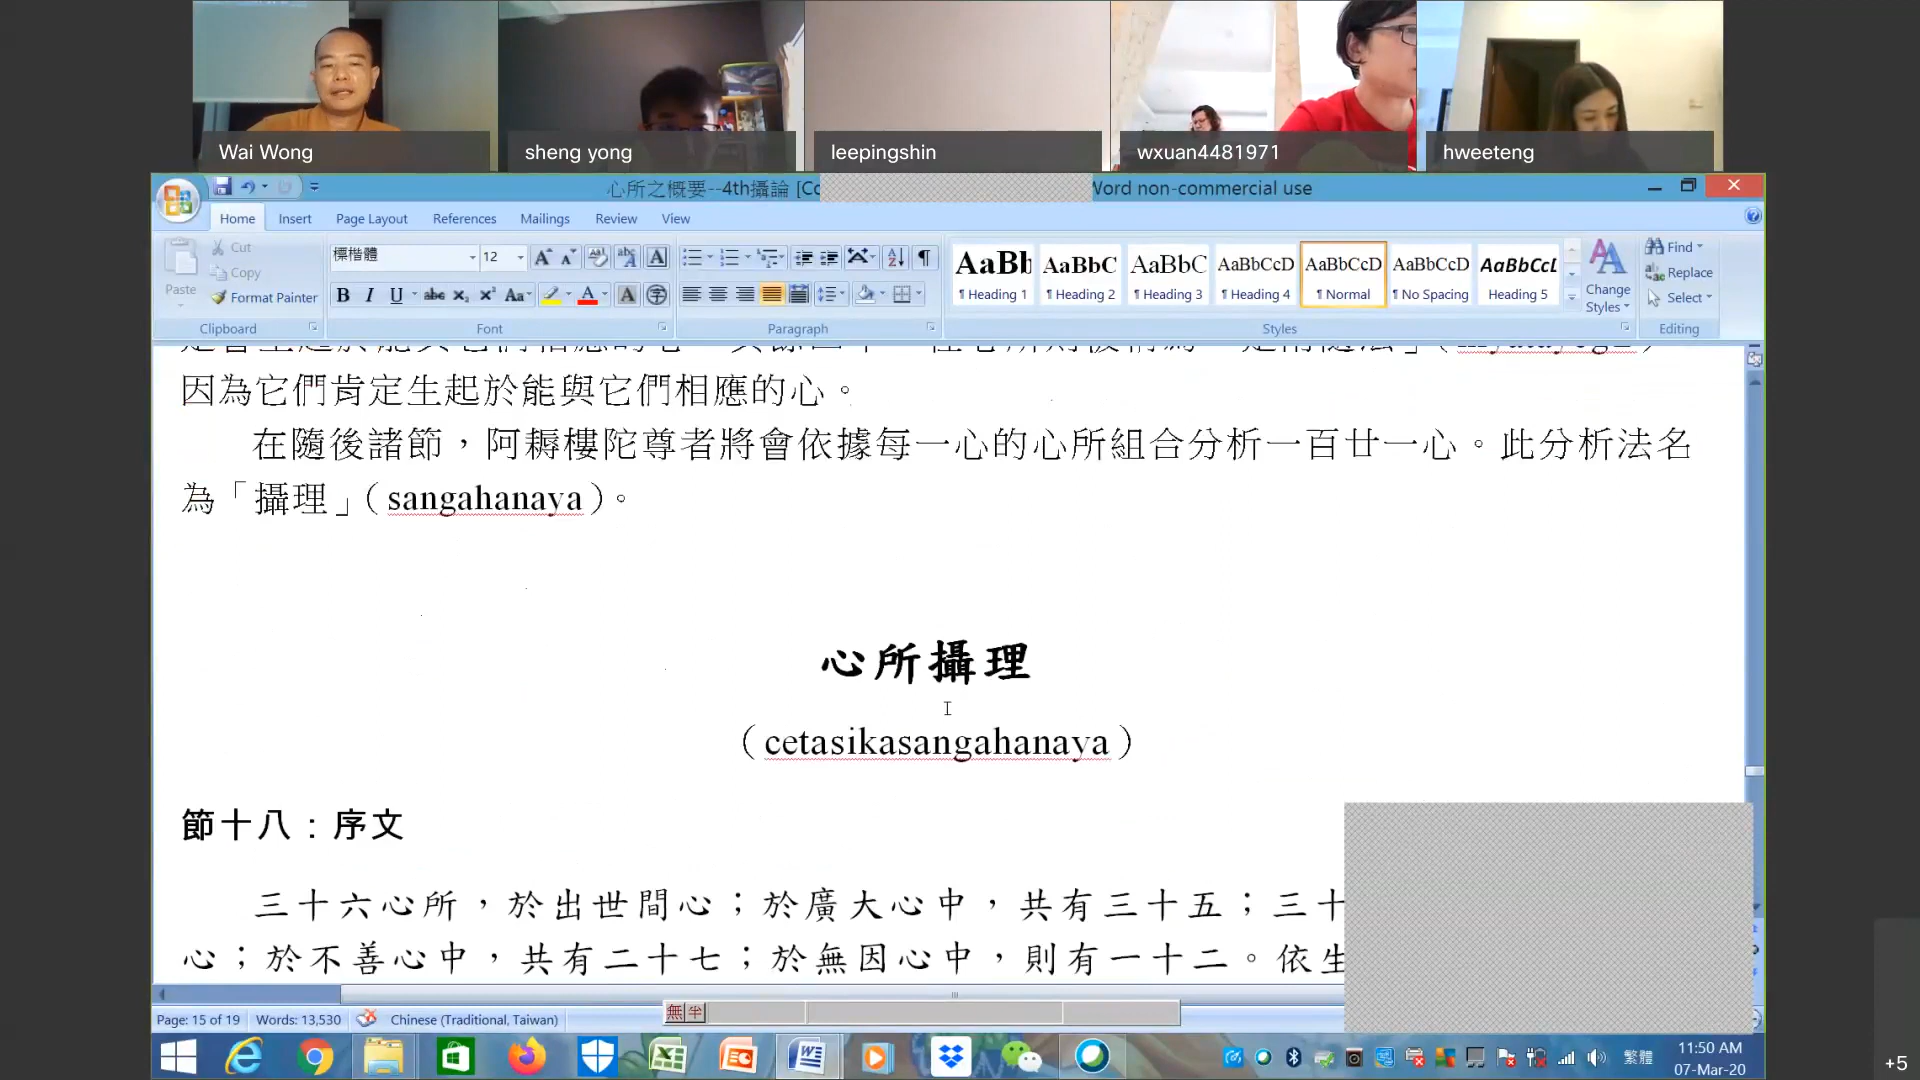 Wai Wong
sheng yong
leepingshin
wxuan4481971
hweeteng
心所之概要--4th攝論 [Co
Word non-commercial use
Home Insert Page Layout References Mailings Review View
Paste
Cut
Copy
Format Painter
Clipboard
標楷體
12
Font
Paragraph
AaBb AaBbC AaBbC AaBbCcD AaBbCcD AaBbCcD AaBbCcL
Heading 1 Heading 2 Heading 3 Heading 4 Normal No Spacing Heading 5
Change Styles
Styles
Find
Replace
Select
Editing
因為它們肯定生起於能與它們相應的心。
在隨後諸節，阿耨樓陀尊者將會依據每一心的心所組合分析一百廿一心。此分析法名
為「攝理」（sangahanaya）。
心所攝理
（cetasikasangahanaya）
節十八：序文
三十六心所，於出世間心；於廣大心中，共有三十五；三十
心；於不善心中，共有二十七；於無因心中，則有一十二。依生
無半
Page: 15 of 19 Words: 13,530 Chinese (Traditional, Taiwan)
繁體
11:50 AM
07-Mar-20
+5